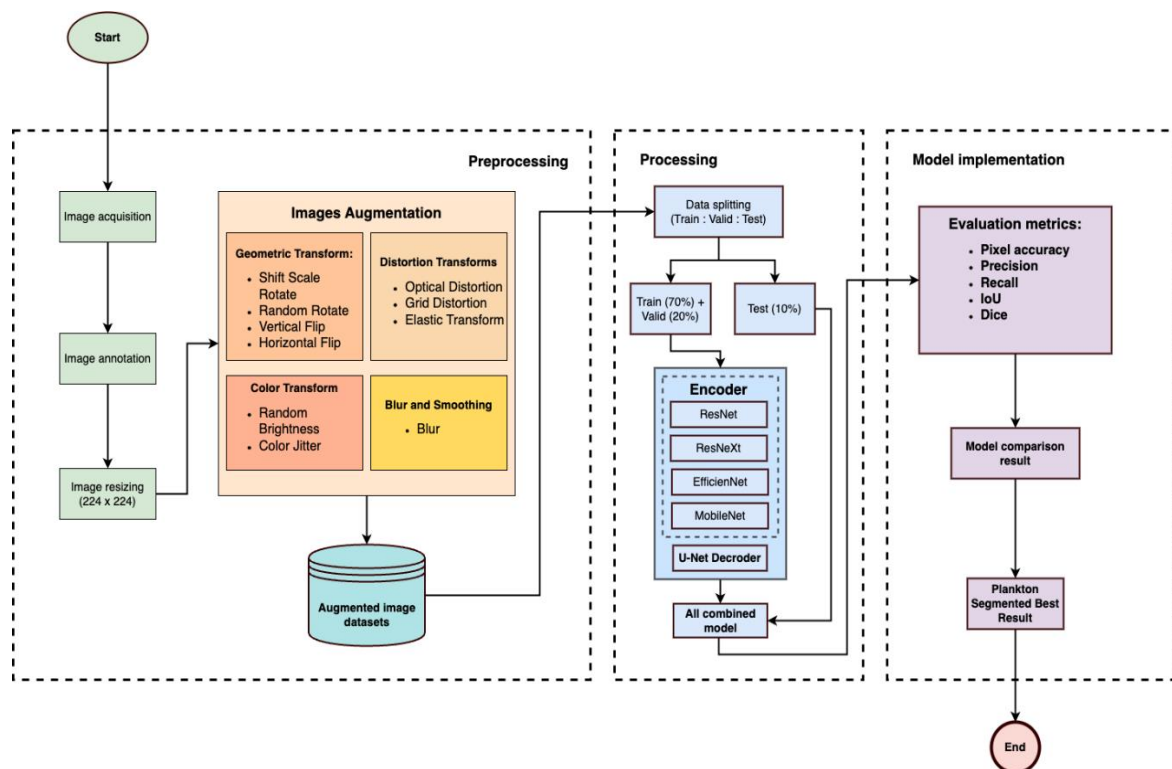 Start
Preprocessing
Image acquisition
Image annotation
Image resizing
(224 x 224)
Images Augmentation
Geometric Transform:
• Shift Scale
Rotate
• Random Rotate
• Vertical Flip
• Horizontal Flip
Distortion Transforms
• Optical Distortion
• Grid Distortion
• Elastic Transform
Color Transform
• Random
Brightness
• Color Jitter
Blur and Smoothing
• Blur
Augmented image
datasets
Processing
Data splitting
(Train : Valid : Test)
Train (70%) +
Valid (20%)
Test (10%)
Encoder
ResNet
ResNeXt
EfficienNet
MobileNet
U-Net Decroder
All combined
model
Model implementation
Evaluation metrics:
• Pixel accuracy
• Precision
• Recall
• IoU
• Dice
Model comparison
result
Plankton
Segmented Best
Result
End